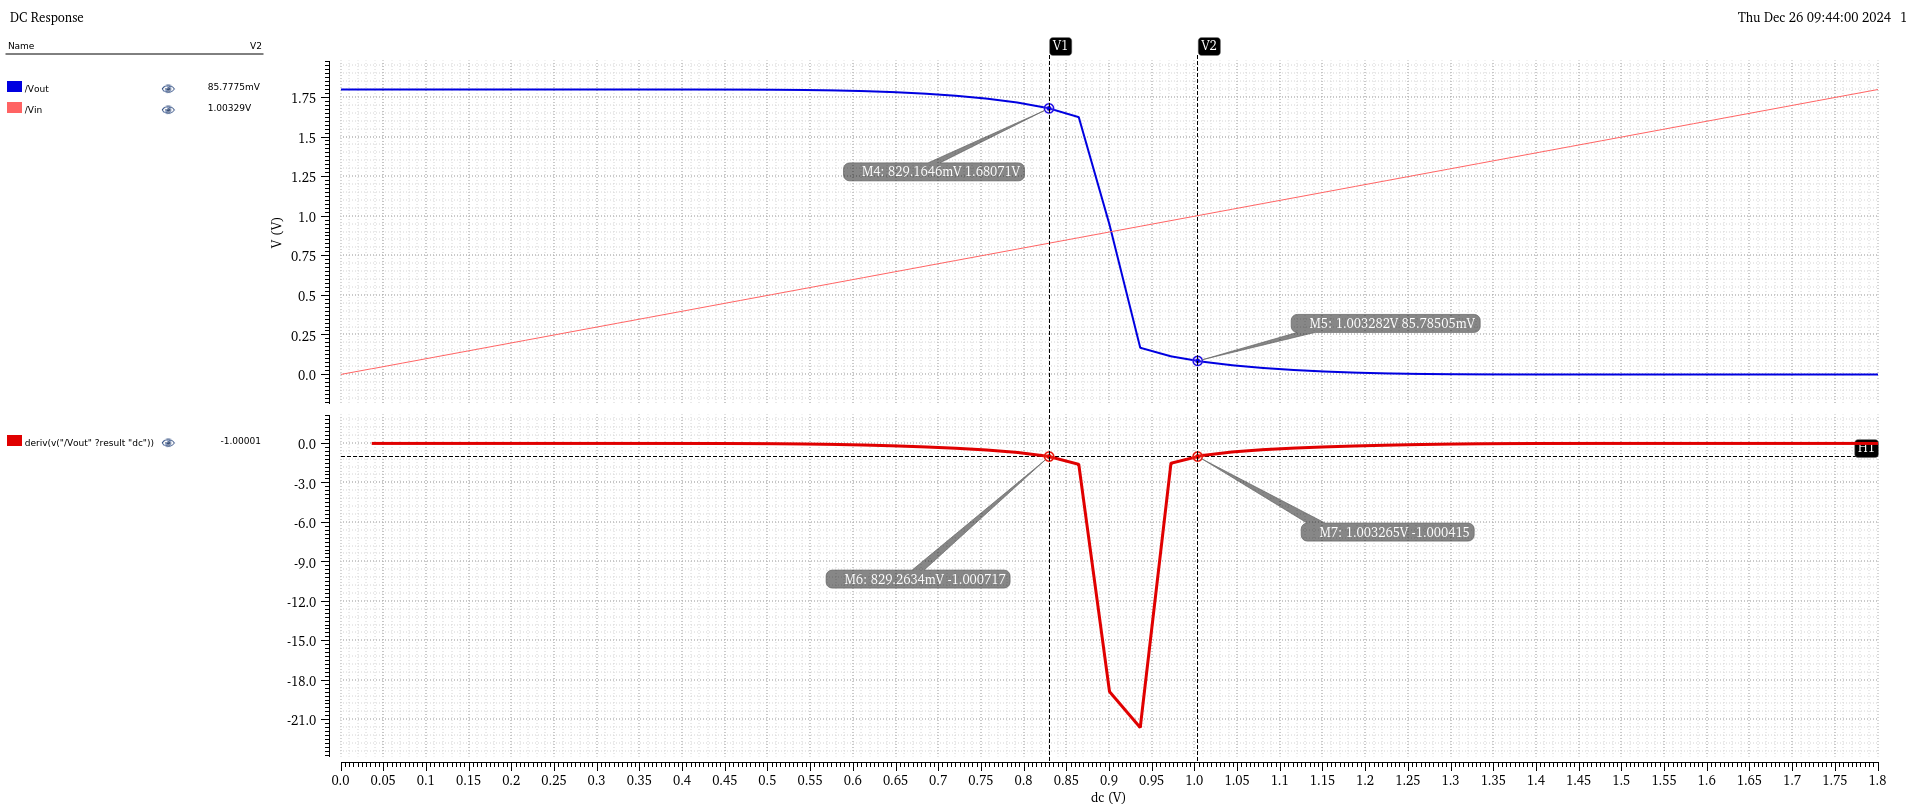 DC Response
Thu Dec 26 09:44:00 2024 1
Name V2
/Vout 85.7775mV
/Vin 1.00329V
V1
V2
1.75
1.5
1.25
1.0
0.75
0.5
0.25
0.0
V (V)
M4: 829.1646mV 1.68071V
M5: 1.003282V 85.78505mV
deriv(v("/Vout" ?result "dc")) -1.00001
0.0
-3.0
-6.0
-9.0
-12.0
-15.0
-18.0
-21.0
H1
M7: 1.003265V -1.000415
M6: 829.2634mV -1.000717
0.0 0.05 0.1 0.15 0.2 0.25 0.3 0.35 0.4 0.45 0.5 0.55 0.6 0.65 0.7 0.75 0.8 0.85 0.9 0.95 1.0 1.05 1.1 1.15 1.2 1.25 1.3 1.35 1.4 1.45 1.5 1.55 1.6 1.65 1.7 1.75 1.8
dc (V)